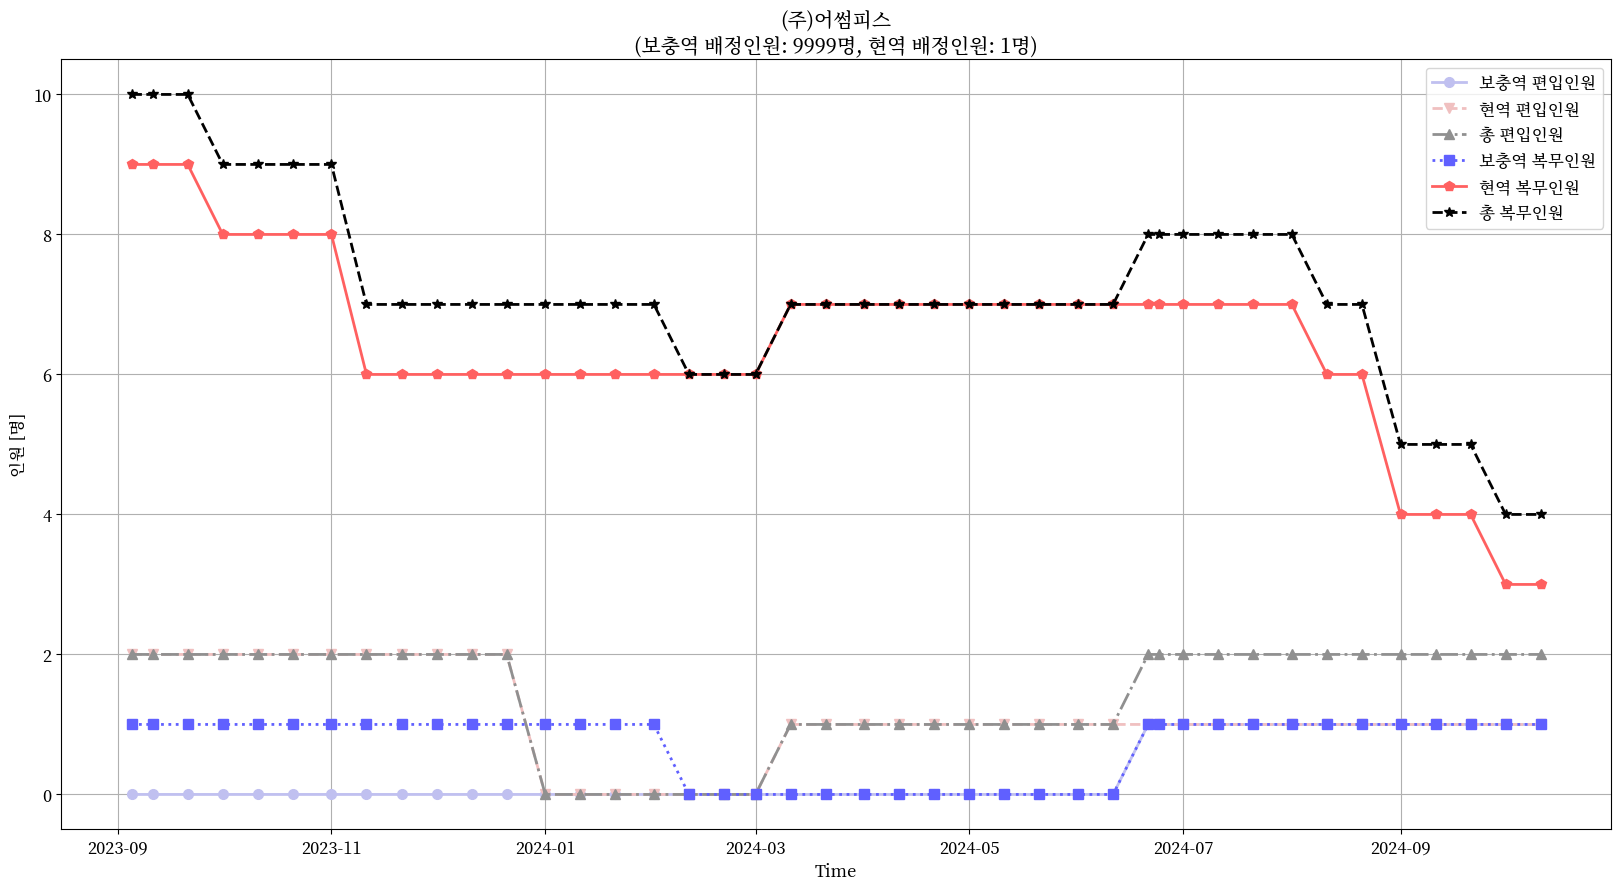 (주)어썸피스
(보충역 배정인원: 9999명, 현역 배정인원: 1명)
보충역 편입인원
현역 편입인원
총 편입인원
보충역 복무인원
현역 복무인원
총 복무인원
인원 [명]
10
8
6
4
2
0
2023-09
2023-11
2024-01
2024-03
2024-05
2024-07
2024-09
Time